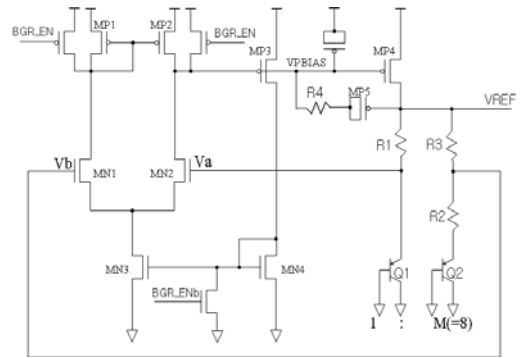 MP1
MP2
BGR_EN
BGR_EN
MP3
MP4
VPBIAS
R4
MP5
VREF
R1
R3
Vb
MN1
MN2
Va
R2
MN3
MN4
Q1
Q2
BGR_ENb
1
:
M(=8)